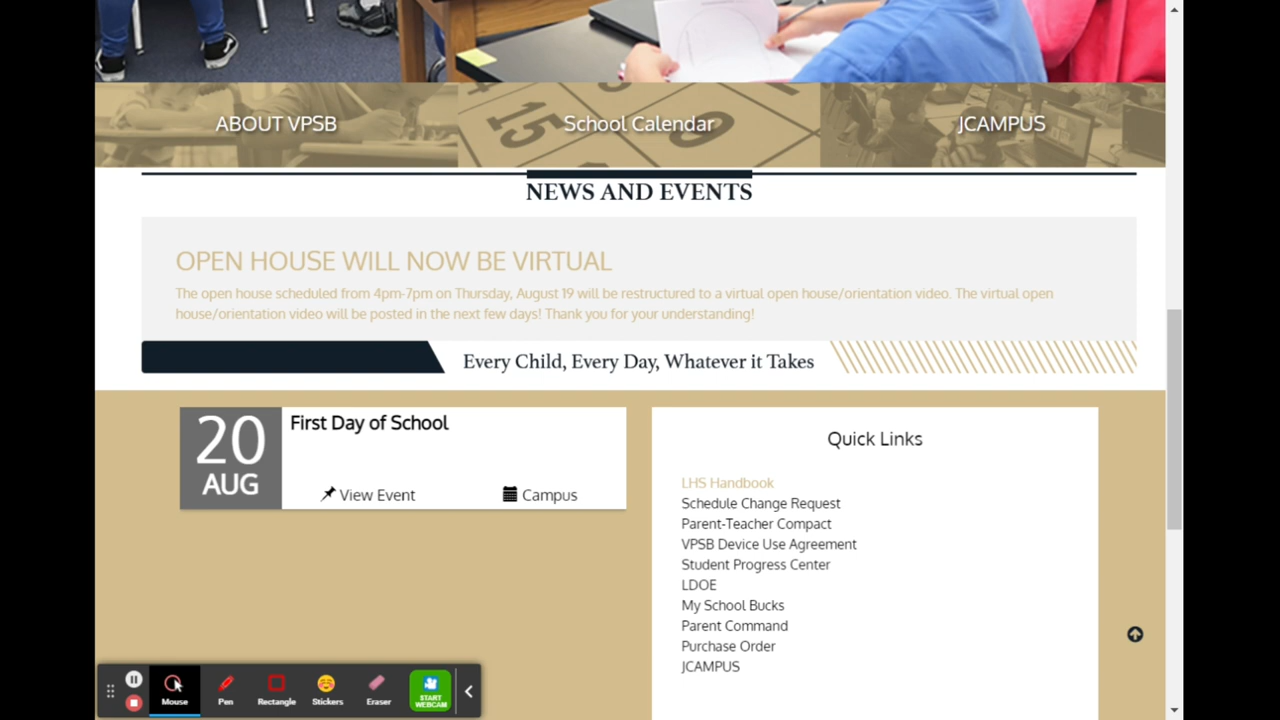 ABOUT VPSB
School Calendar
JCAMPUS
15
9
NEWS AND EVENTS
OPEN HOUSE WILL NOW BE VIRTUAL
The open house scheduled from 4pm-7pm on Thursday, August 19 will be restructured to a virtual open house/orientation video. The virtual open
house/orientation video will be posted in the next few days! Thank you for your understanding!
Every Child, Every Day, Whatever it Takes
20
AUG
First Day of School
View Event
Campus
Quick Links
LHS Handbook
Schedule Change Request
Parent-Teacher Compact
VPSB Device Use Agreement
Student Progress Center
LDOE
My School Bucks
Parent Command
Purchase Order
JCAMPUS
Mouse
Pen
Rectangle
Stickers
Eraser
START
WEBCAM